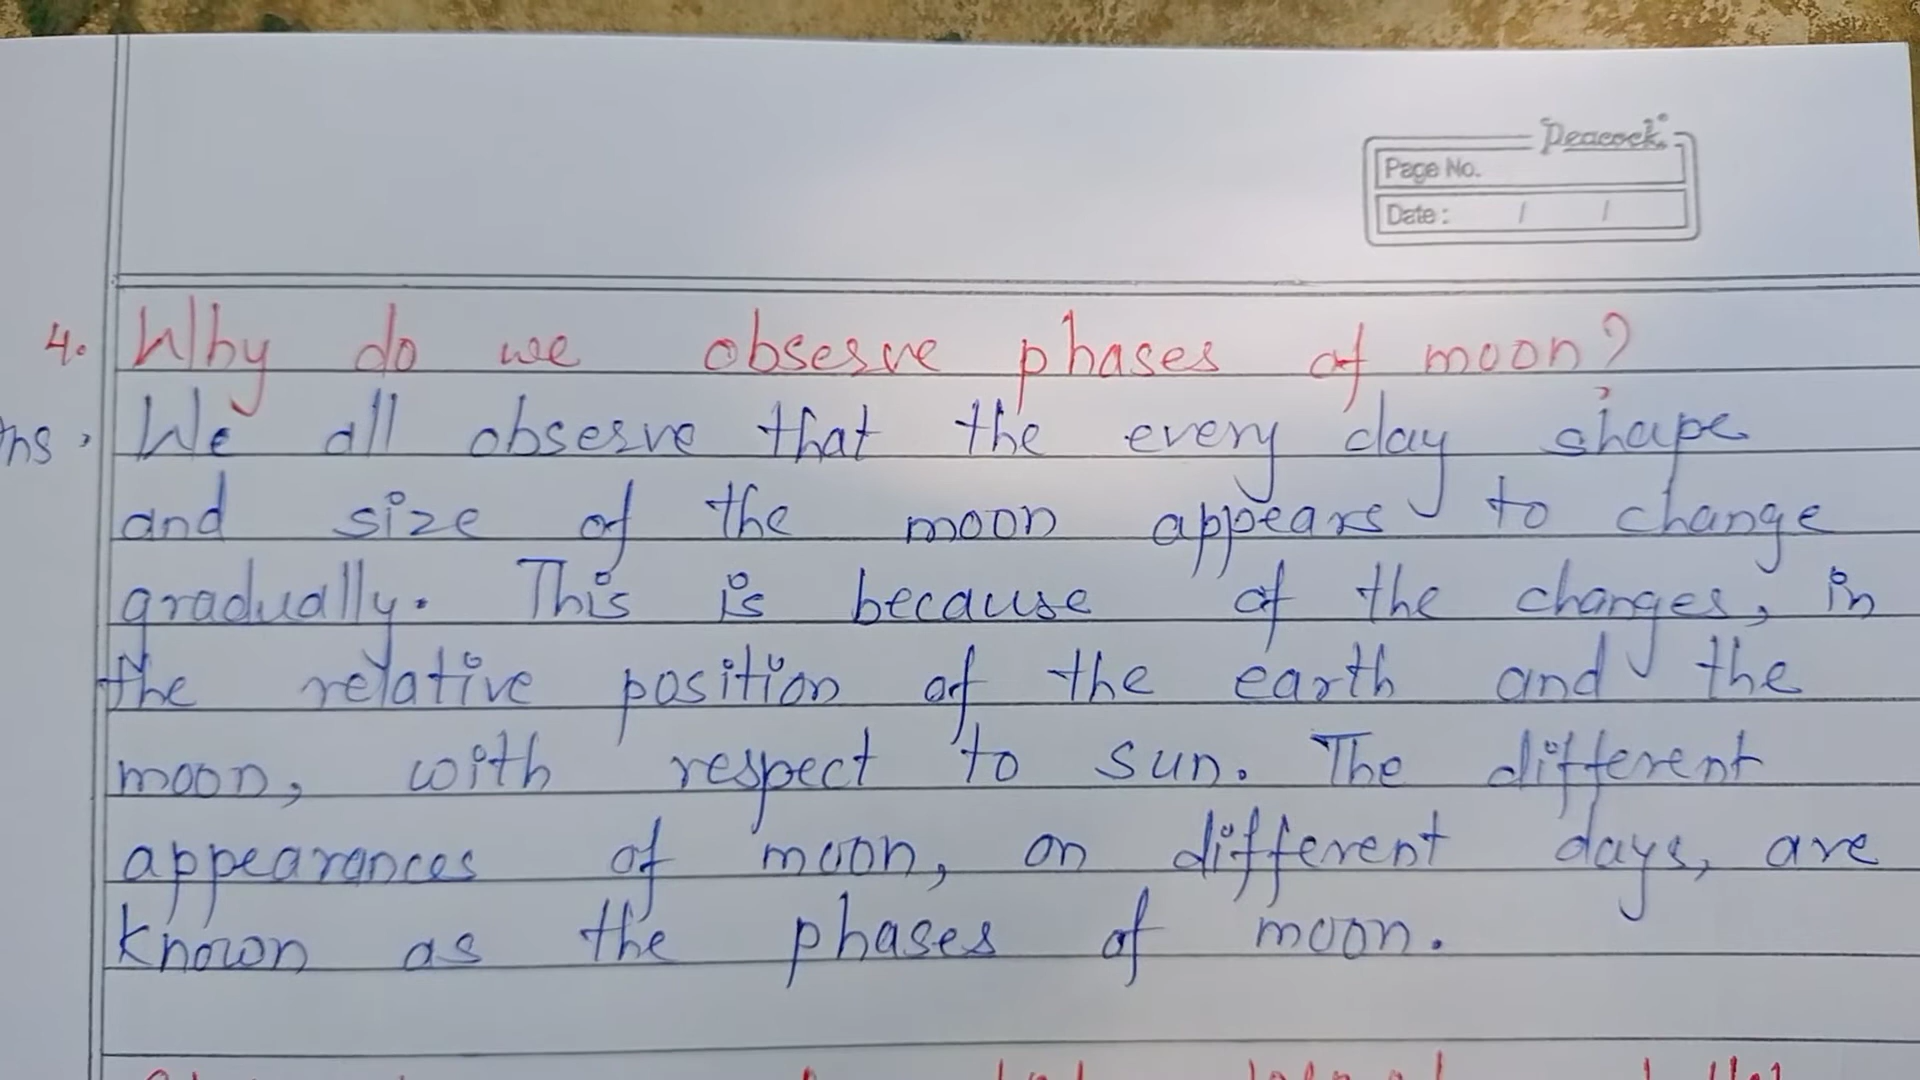 Peacock
Page No.
Date: / /
4. Why do we observe phases of moon?
Ans, We all observe that the every day shape
and size of the moon appears to change
gradually. This is because of the changes, in
the relative position of the earth and the
moon, with respect to sun. The different
appearances of moon, on different days, are
known as the phases of moon.